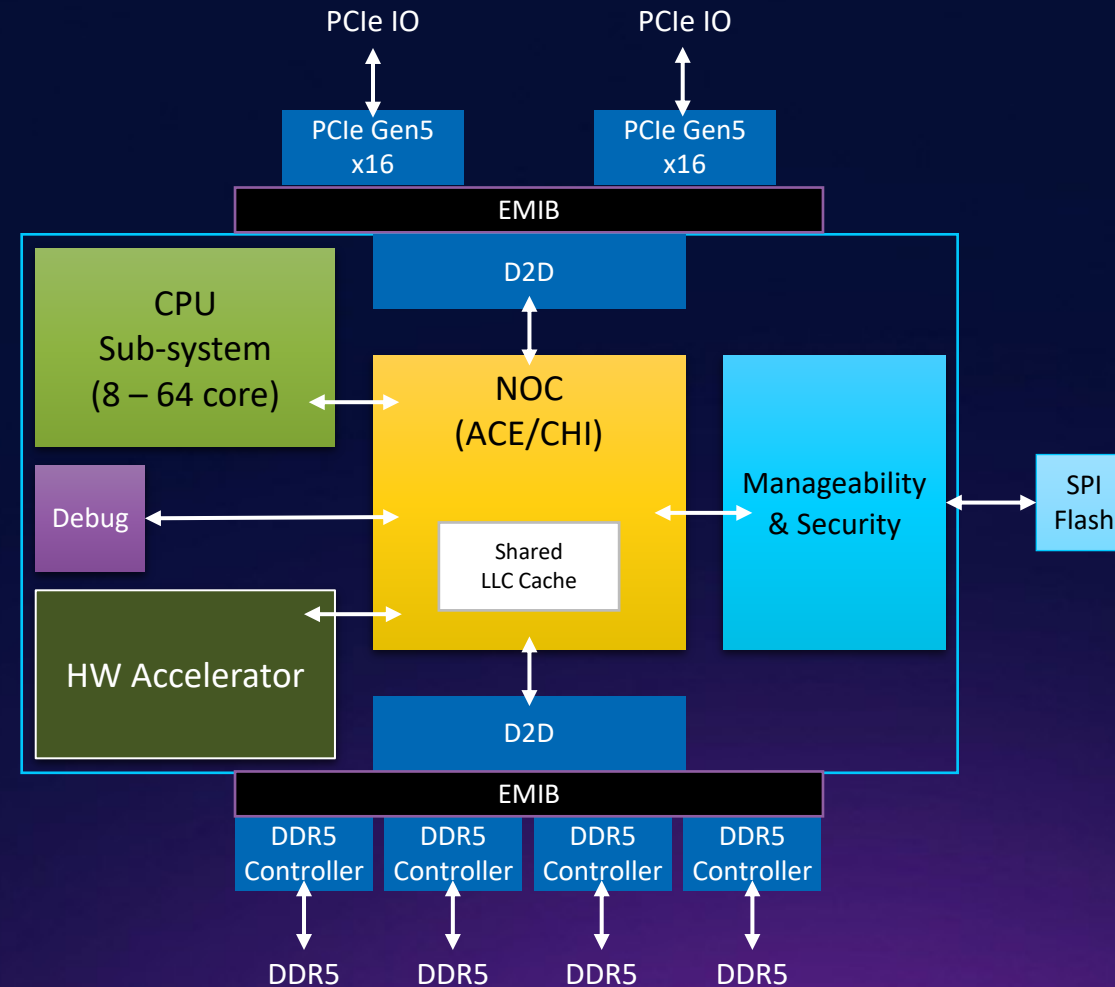 PCIe IO
PCIe IO
PCIe Gen5
x16
PCIe Gen5
x16
EMIB
D2D
CPU
Sub-system
(8 – 64 core)
NOC
(ACE/CHI)
Manageability
& Security
SPI
Flash
Debug
Shared
LLC Cache
HW Accelerator
D2D
EMIB
DDR5
Controller
DDR5
Controller
DDR5
Controller
DDR5
Controller
DDR5
DDR5
DDR5
DDR5